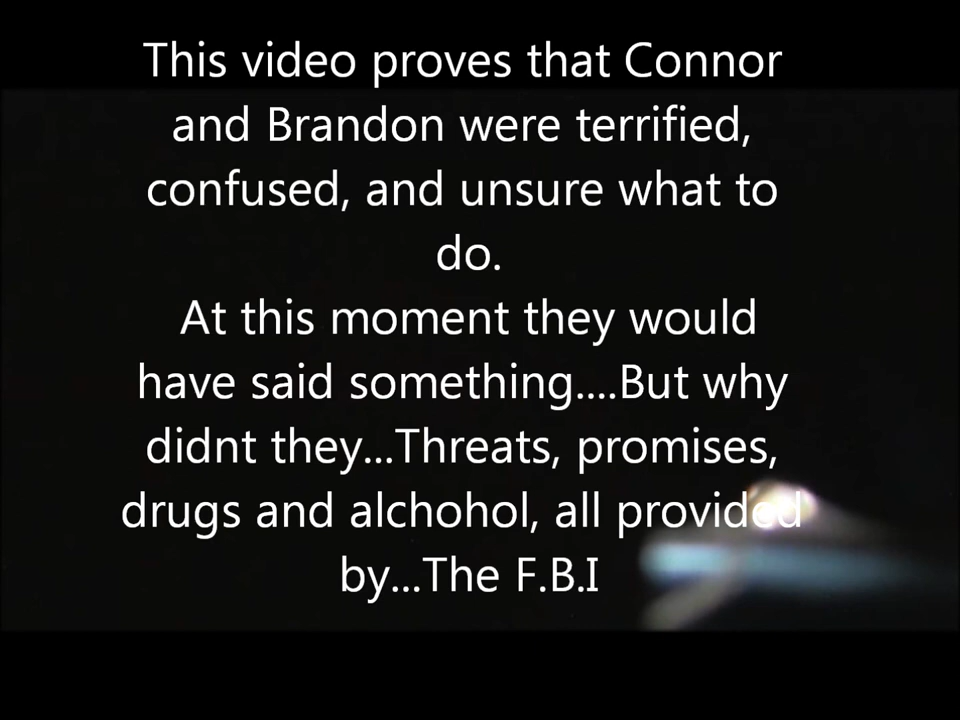 This video proves that Connor
and Brandon were terrified,
confused, and unsure what to
do.
At this moment they would
have said something....But why
didnt they...Threats, promises,
drugs and alchohol, all provided
by...The F.B.I